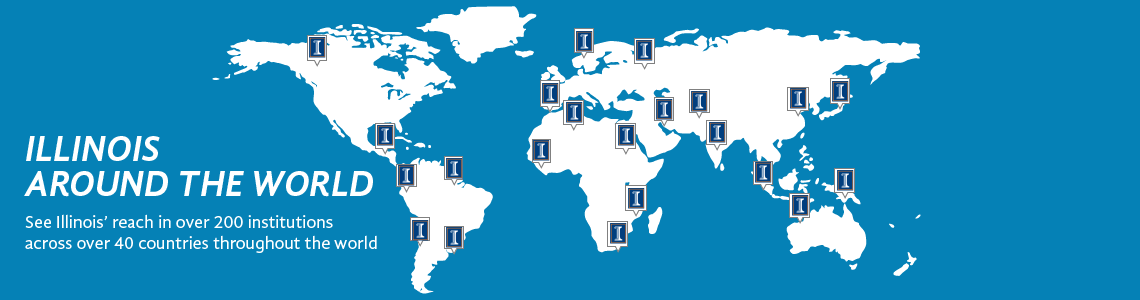 ILLINOIS
AROUND THE WORLD
See Illinois' reach in over 200 institutions
across over 40 countries throughout the world